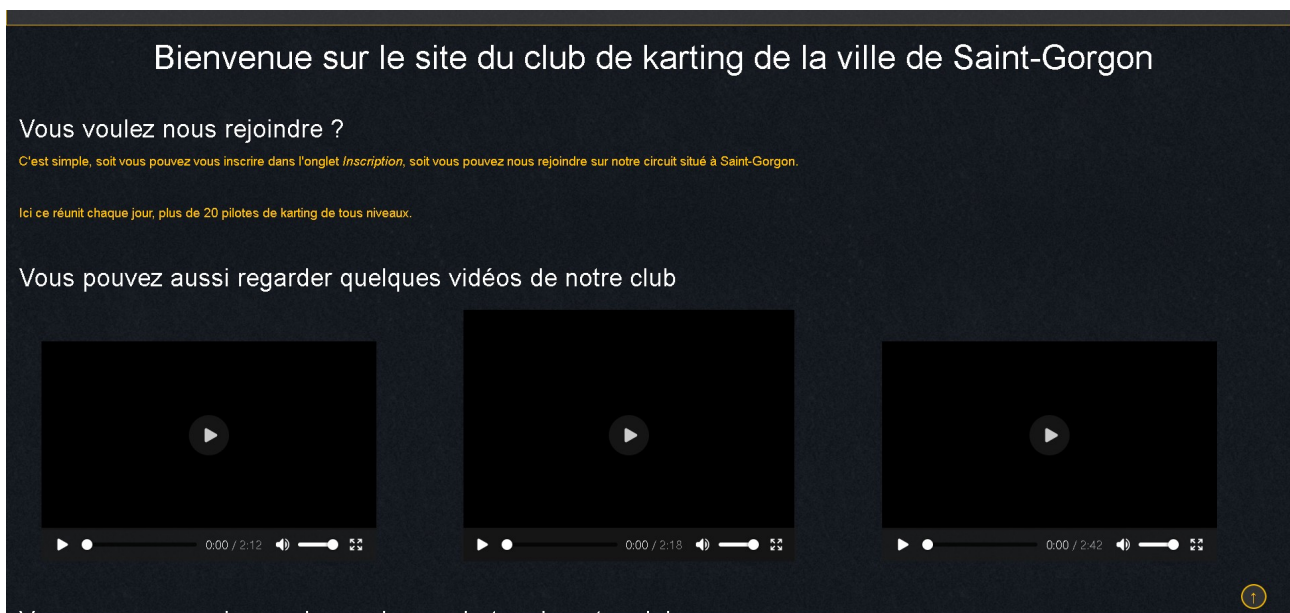 Bienvenue sur le site du club de karting de la ville de Saint-Gorgon
Vous voulez nous rejoindre ?
C'est simple, soit vous pouvez vous inscrire dans l'onglet Inscription, soit vous pouvez nous rejoindre sur notre circuit situé à Saint-Gorgon.
Ici ce réunit chaque jour, plus de 20 pilotes de karting de tous niveaux.
Vous pouvez aussi regarder quelques vidéos de notre club
0:00 / 2:12
0:00 / 2:18
0:00 / 2:42
↑